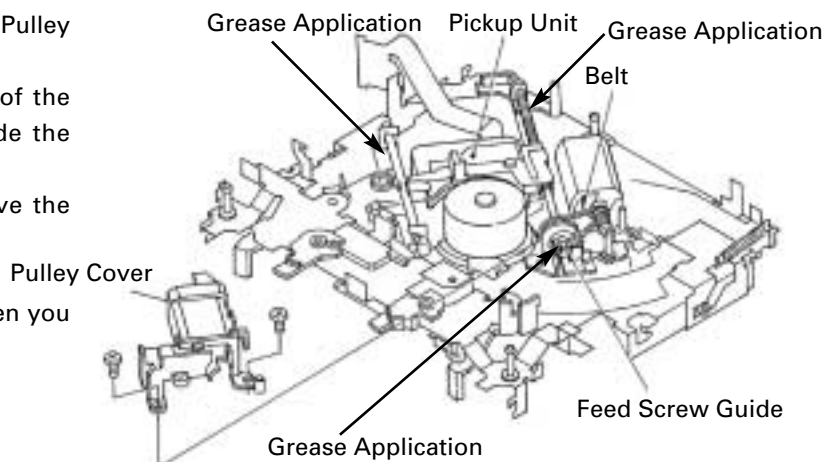 Pulley
of the
de the
ve the
en you
Grease Application
Pickup Unit
Grease Application
Belt
Pulley Cover
Feed Screw Guide
Grease Application